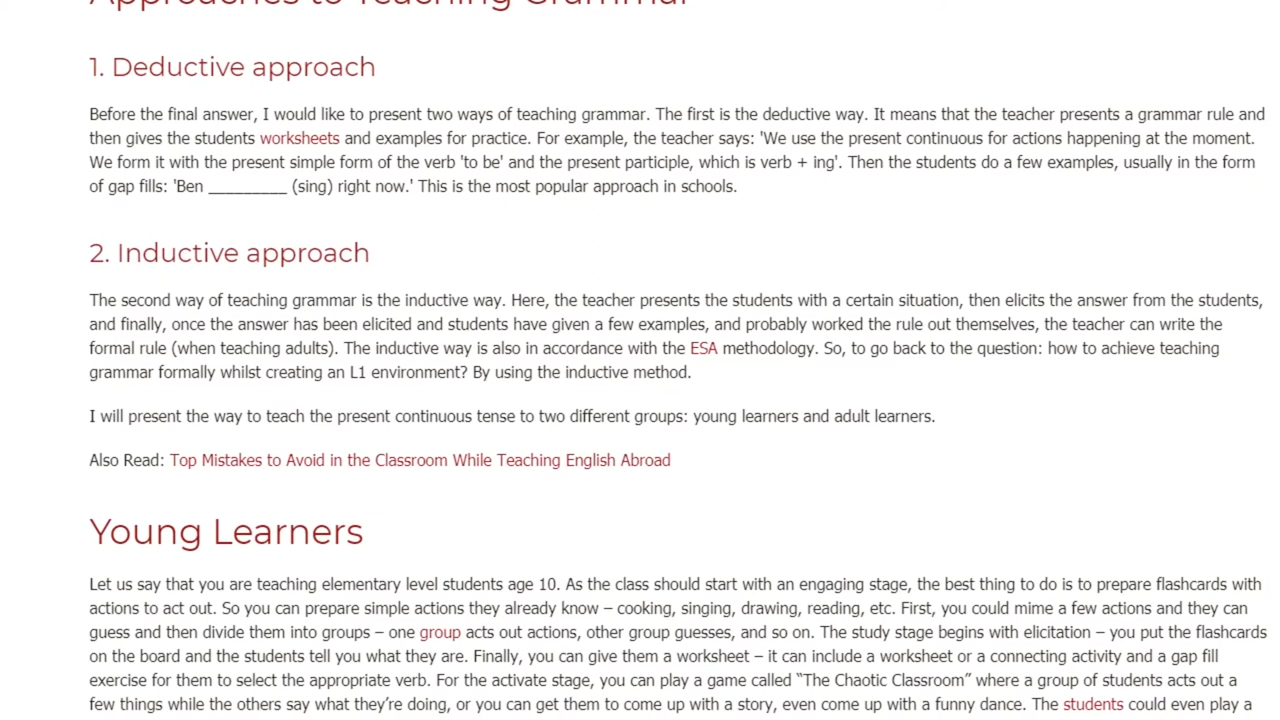 Approaches to Teaching Grammar
1. Deductive approach
Before the final answer, I would like to present two ways of teaching grammar. The first is the deductive way. It means that the teacher presents a grammar rule and
then gives the students worksheets and examples for practice. For example, the teacher says: 'We use the present continuous for actions happening at the moment.
We form it with the present simple form of the verb 'to be' and the present participle, which is verb + ing'. Then the students do a few examples, usually in the form
of gap fills: 'Ben _________ (sing) right now.' This is the most popular approach in schools.
2. Inductive approach
The second way of teaching grammar is the inductive way. Here, the teacher presents the students with a certain situation, then elicits the answer from the students,
and finally, once the answer has been elicited and students have given a few examples, and probably worked the rule out themselves, the teacher can write the
formal rule (when teaching adults). The inductive way is also in accordance with the ESA methodology. So, to go back to the question: how to achieve teaching
grammar formally whilst creating an L1 environment? By using the inductive method.
I will present the way to teach the present continuous tense to two different groups: young learners and adult learners.
Also Read: Top Mistakes to Avoid in the Classroom While Teaching English Abroad
Young Learners
Let us say that you are teaching elementary level students age 10. As the class should start with an engaging stage, the best thing to do is to prepare flashcards with
actions to act out. So you can prepare simple actions they already know – cooking, singing, drawing, reading, etc. First, you could mime a few actions and they can
guess and then divide them into groups – one group acts out actions, other group guesses, and so on. The study stage begins with elicitation – you put the flashcards
on the board and the students tell you what they are. Finally, you can give them a worksheet – it can include a worksheet or a connecting activity and a gap fill
exercise for them to select the appropriate verb. For the activate stage, you can play a game called “The Chaotic Classroom” where a group of students acts out a
few things while the others say what they’re doing, or you can get them to come up with a story, even come up with a funny dance. The students could even play a